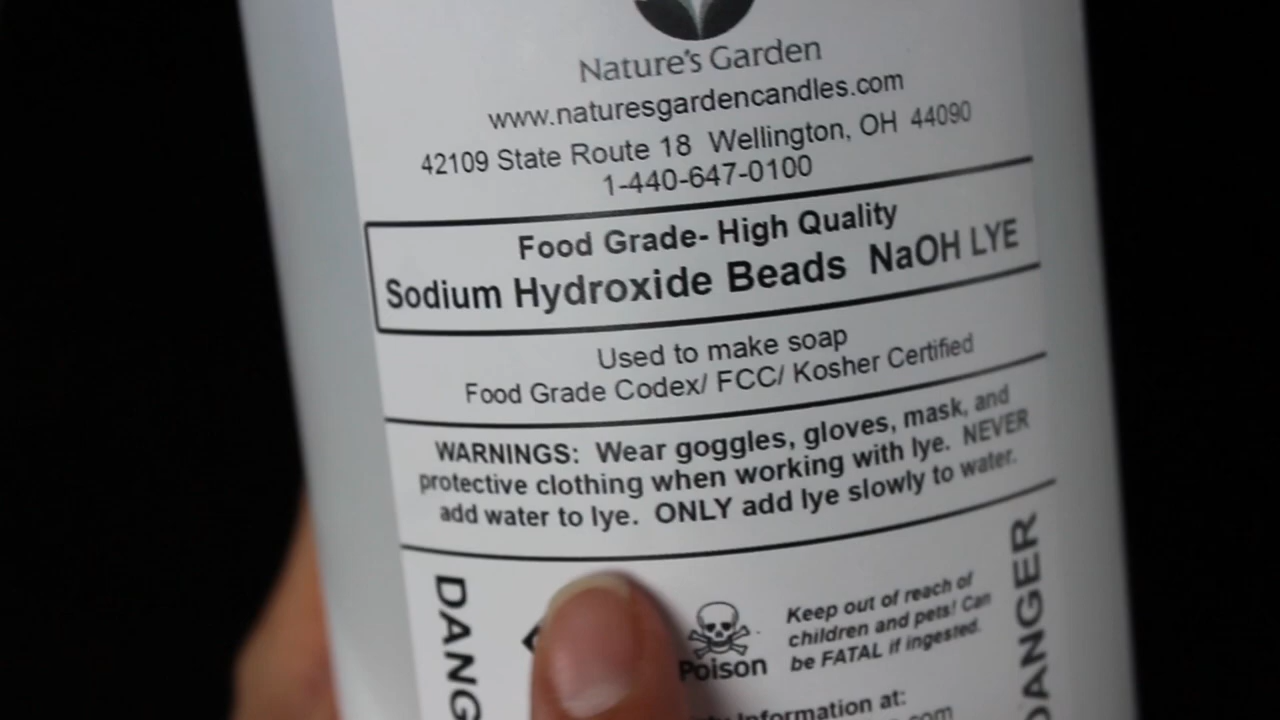 Nature's Garden
www.naturesgardencandles.com
42109 State Route 18 Wellington, OH 44090
1-440-647-0100
Food Grade- High Quality
Sodium Hydroxide Beads NaOH LYE
Used to make soap
Food Grade Codex/ FCC/ Kosher Certified
WARNINGS: Wear goggles, gloves, mask, and
protective clothing when working with lye. NEVER
add water to lye. ONLY add lye slowly to water.
DANG
Poison
Keep out of reach of
children and pets! Can
be FATAL if ingested.
DANGER
Information at:
.com